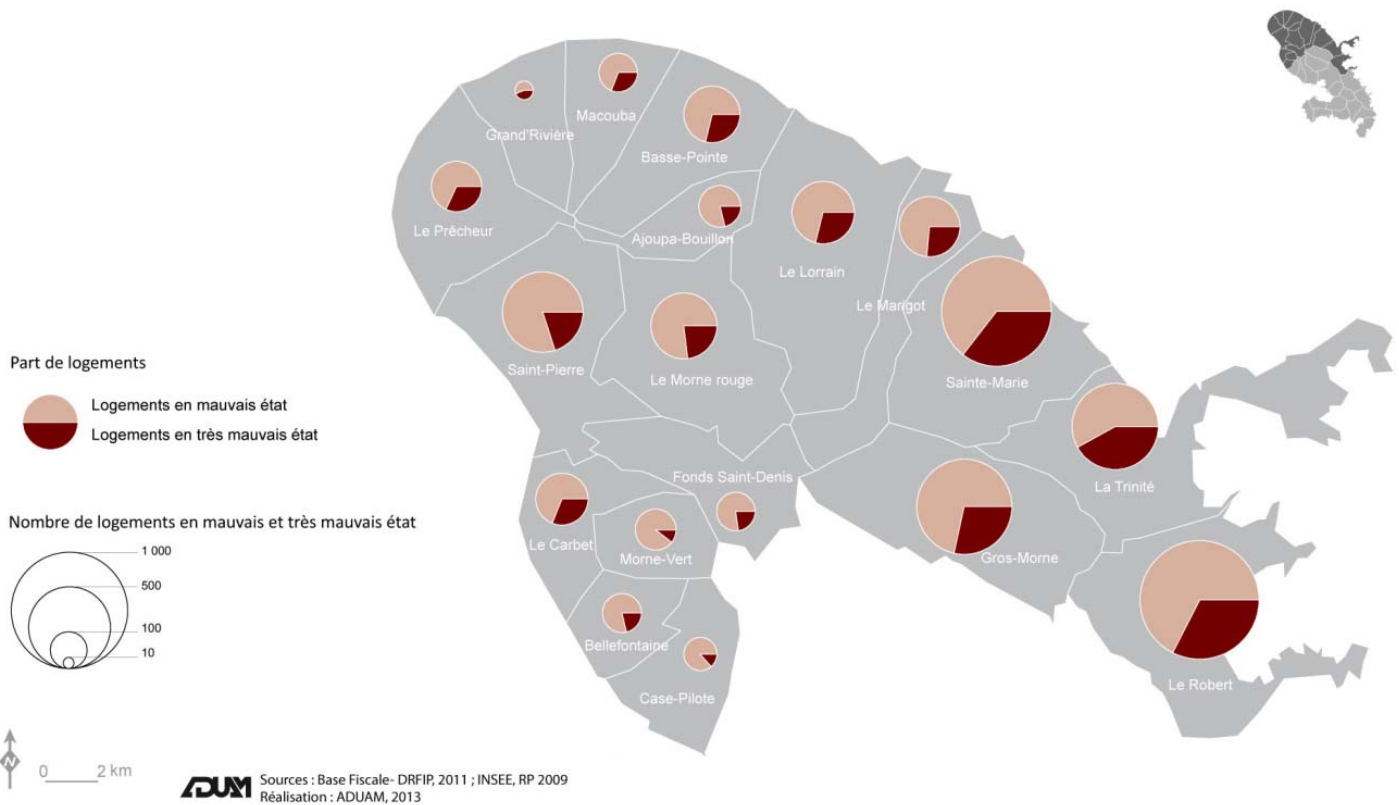 Grand'Rivière
Macouba
Basse-Pointe
Le Prêcheur
Ajoupa-Bouillon
Le Lorrain
Le Marigot
Saint-Pierre
Le Morne rouge
Sainte-Marie
Part de logements
Logements en mauvais état
Logements en très mauvais état
Fonds Saint-Denis
La Trinité
Nombre de logements en mauvais et très mauvais état
1 000
500
100
10
Le Carbet
Morne-Vert
Gros-Morne
Bellefontaine
Case-Pilote
Le Robert
N
0 2 km
ADUAM
Sources : Base Fiscale- DRFIP, 2011 ; INSEE, RP 2009
Réalisation : ADUAM, 2013